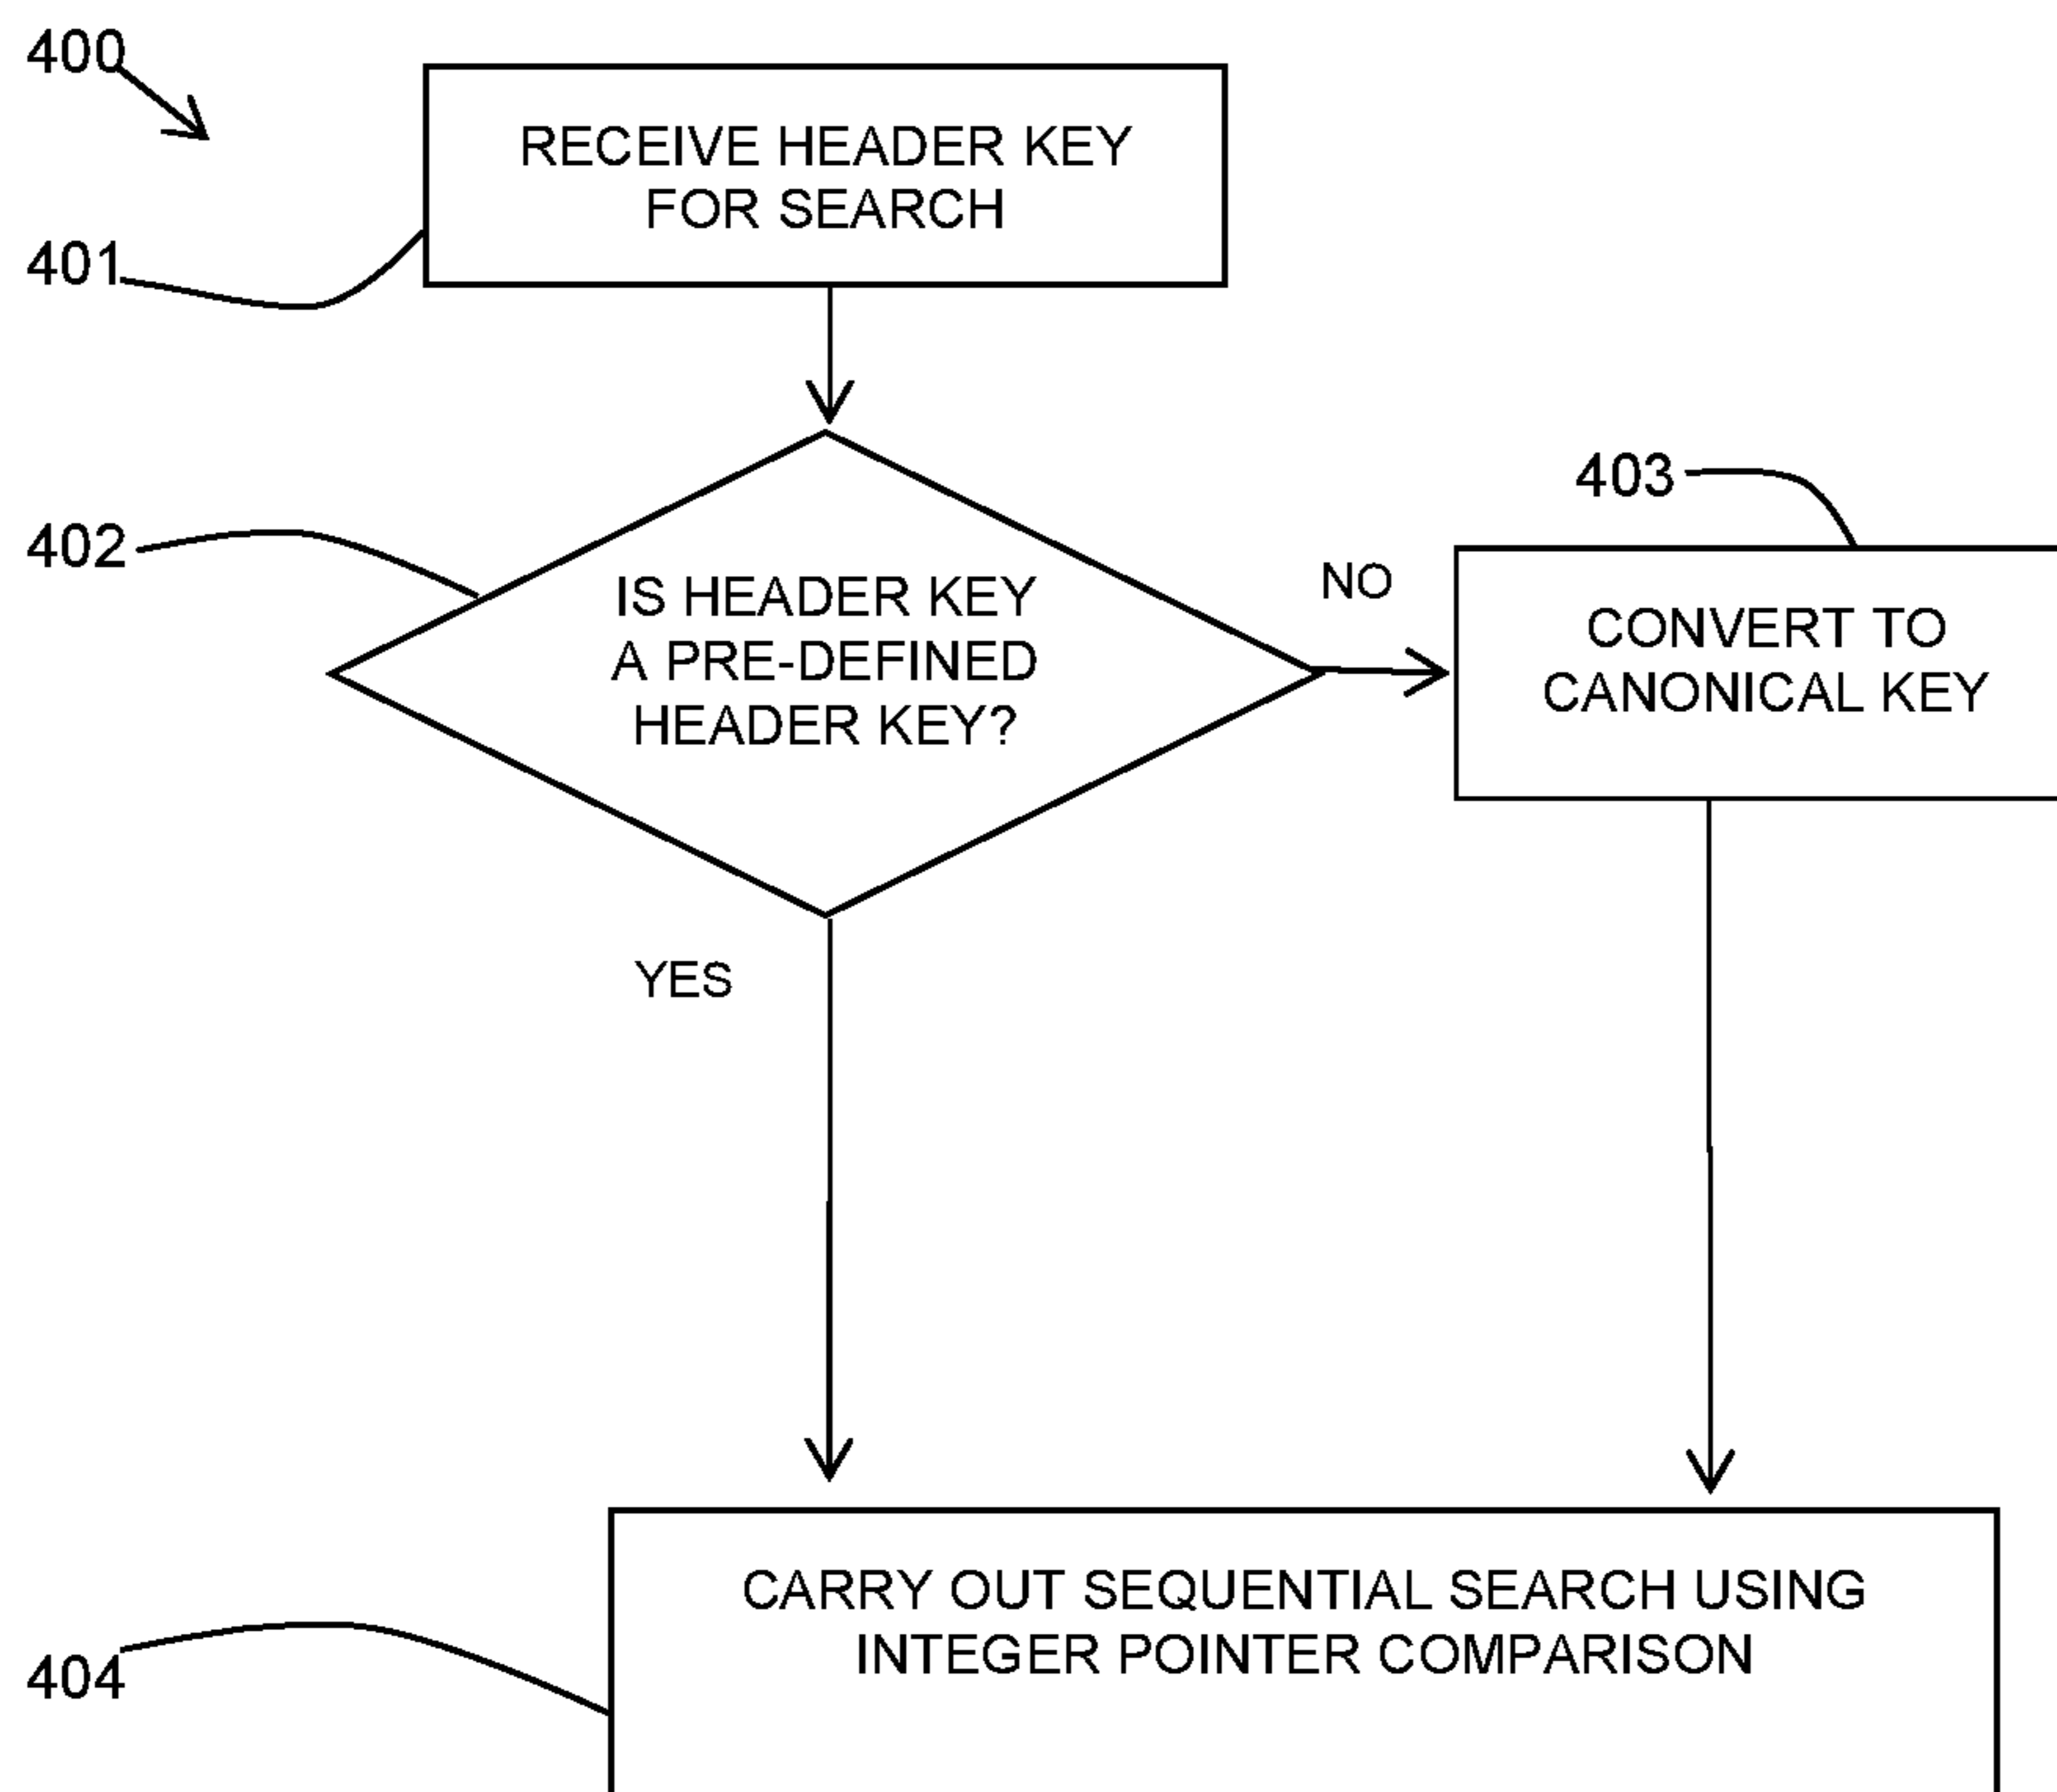 400
RECEIVE HEADER KEY
FOR SEARCH
401
402
IS HEADER KEY
A PRE-DEFINED
HEADER KEY?
NO
403
CONVERT TO
CANONICAL KEY
YES
CARRY OUT SEQUENTIAL SEARCH USING
INTEGER POINTER COMPARISON
404